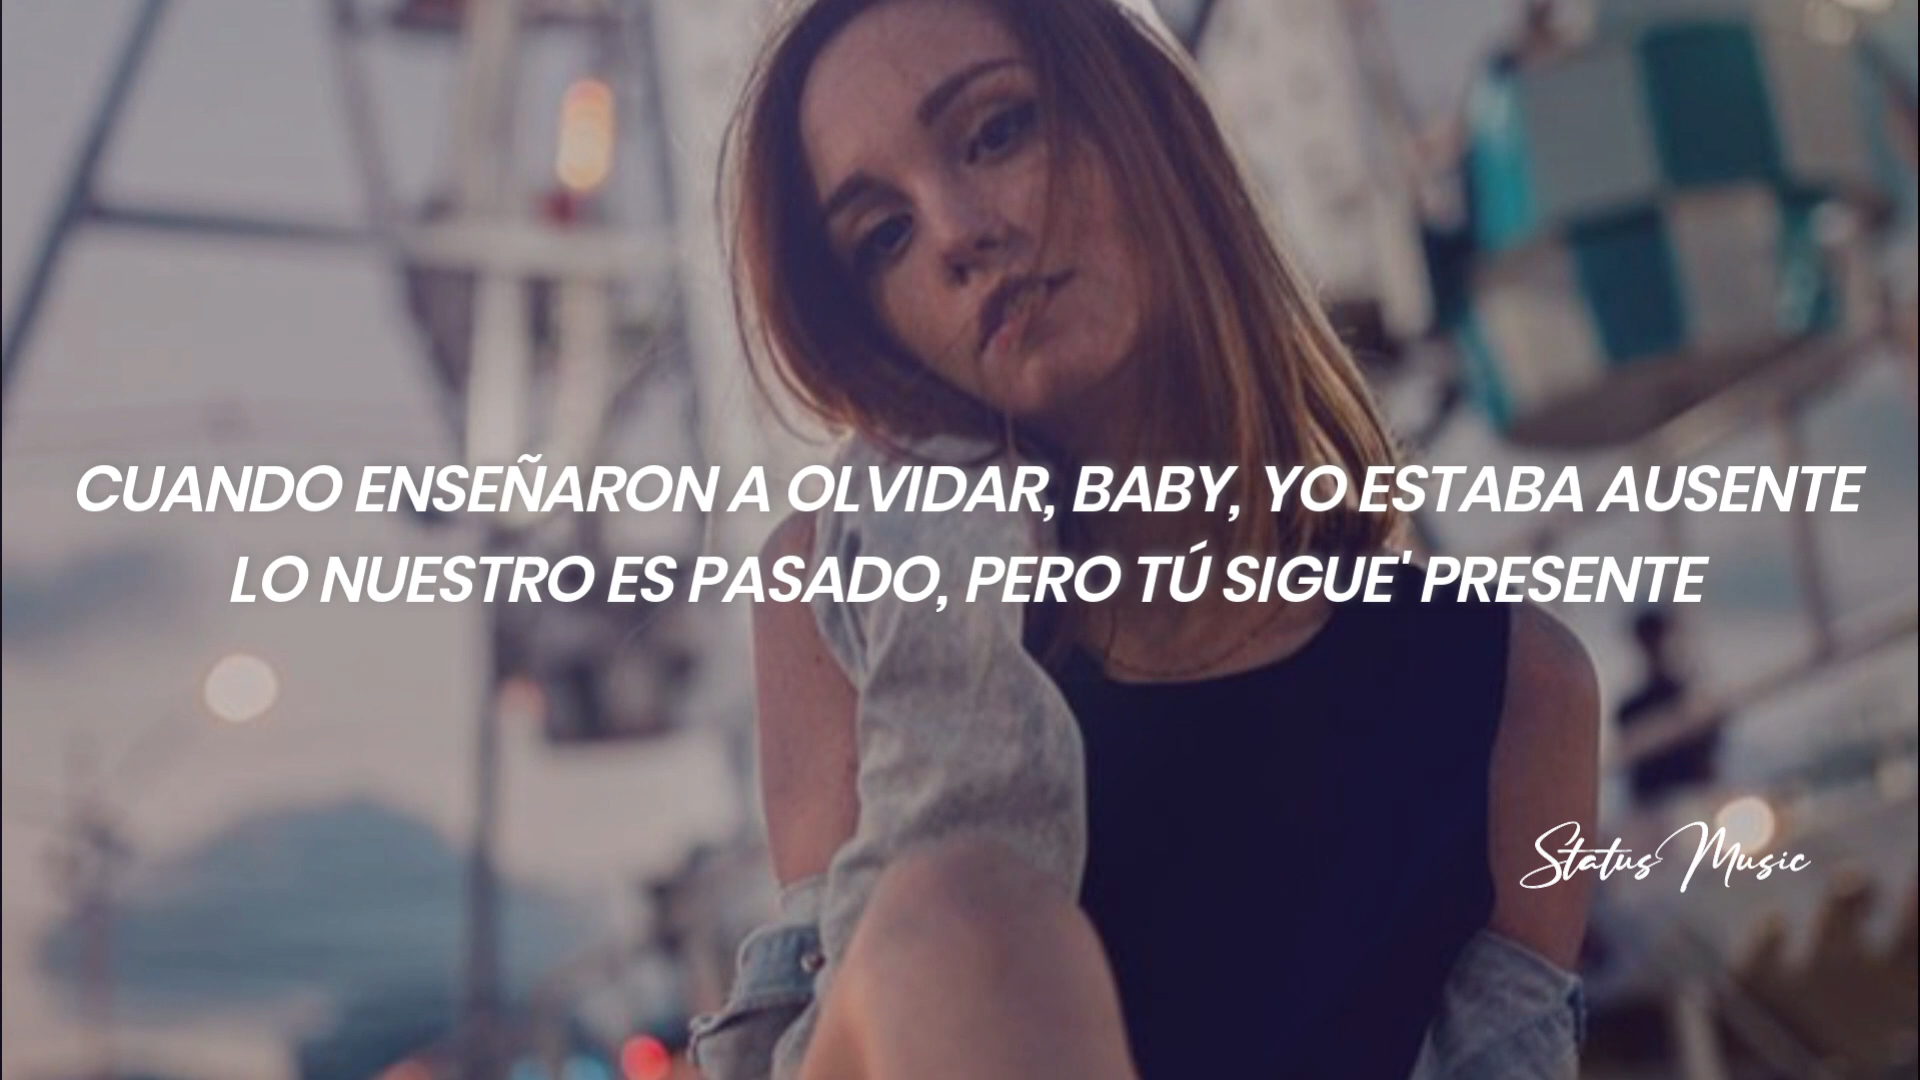 CUANDO ENSEÑARON A OLVIDAR, BABY, YO ESTABA AUSENTE
LO NUESTRO ES PASADO, PERO TÚ SIGUE' PRESENTE
Status Music